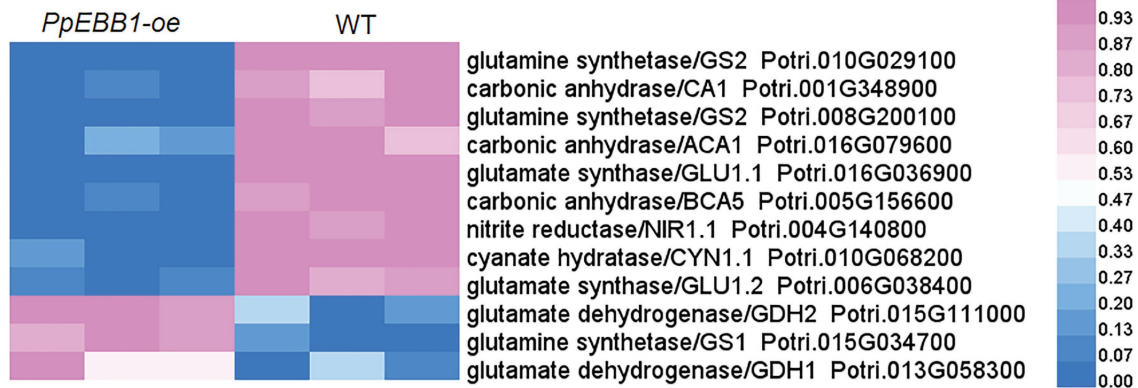 PpEBB1-oe WT
glutamine synthetase/GS2 Potri.010G029100
carbonic anhydrase/CA1 Potri.001G348900
glutamine synthetase/GS2 Potri.008G200100
carbonic anhydrase/ACA1 Potri.016G079600
glutamate synthase/GLU1.1 Potri.016G036900
carbonic anhydrase/BCA5 Potri.005G156600
nitrite reductase/NIR1.1 Potri.004G140800
cyanate hydratase/CYN1.1 Potri.010G068200
glutamate synthase/GLU1.2 Potri.006G038400
glutamate dehydrogenase/GDH2 Potri.015G111000
glutamine synthetase/GS1 Potri.015G034700
glutamate dehydrogenase/GDH1 Potri.013G058300
0.93
0.87
0.80
0.73
0.67
0.60
0.53
0.47
0.40
0.33
0.27
0.20
0.13
0.07
0.00